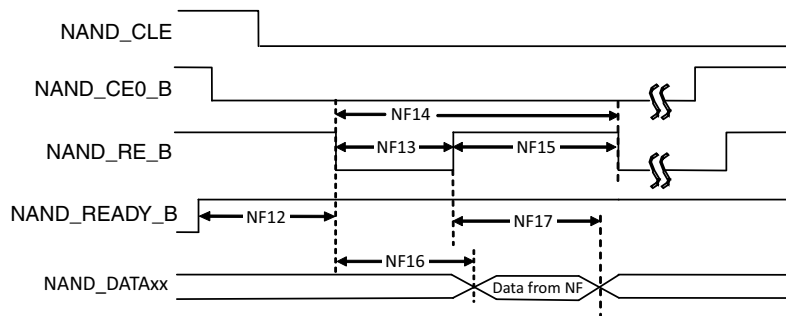 NAND_CLE
NAND_CE0_B
NF14
NAND_RE_B
NF13
NF15
NAND_READY_B
NF12
NF17
NF16
NAND_DATAxx
Data from NF